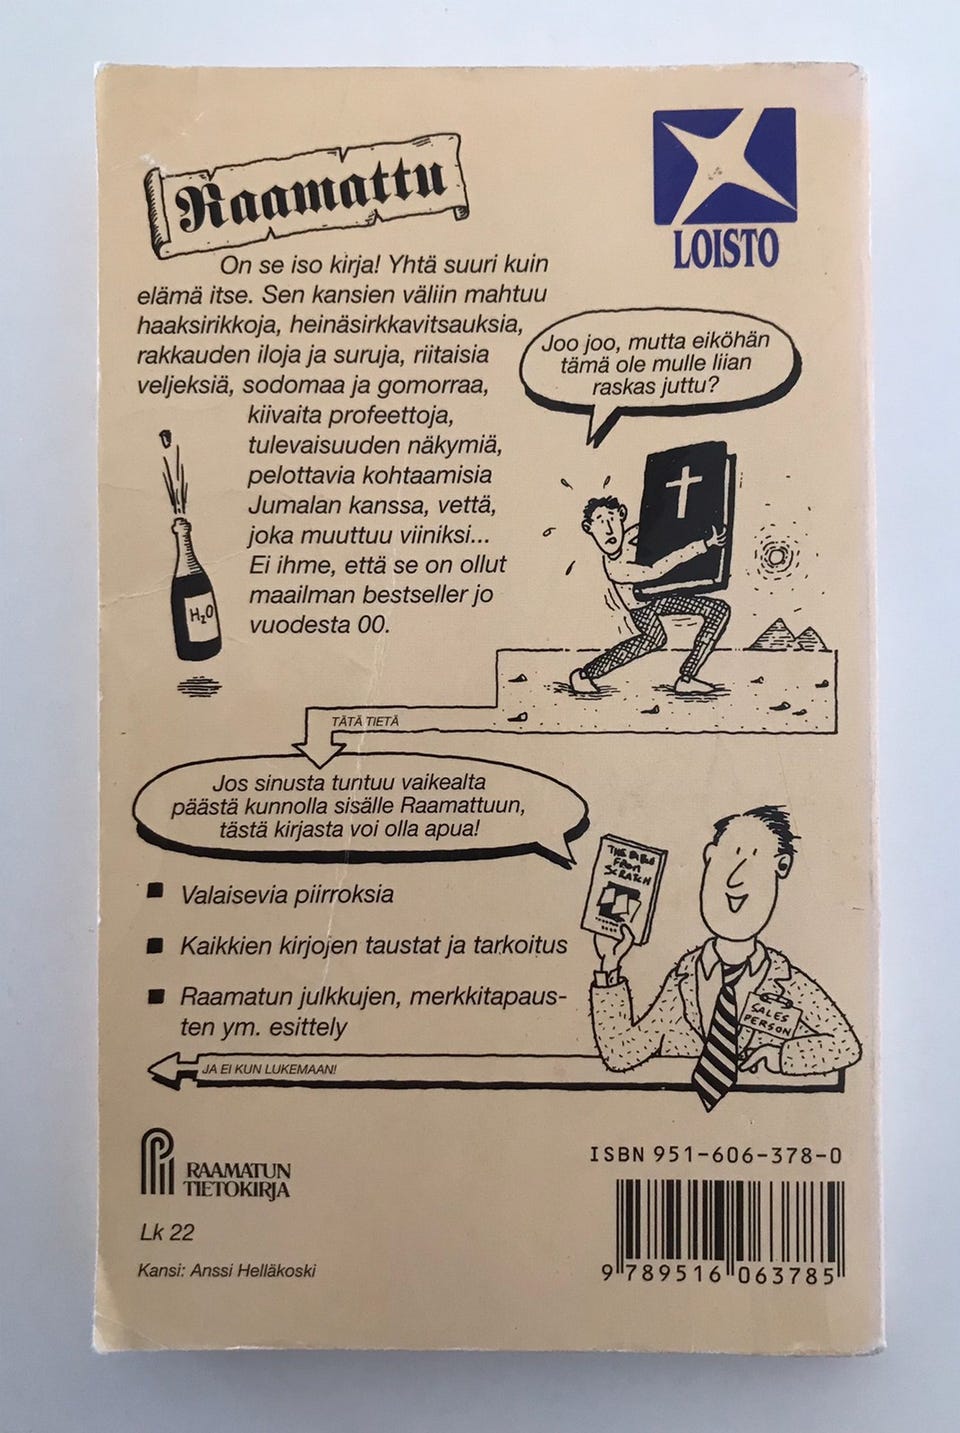 Raamattu
LOISTO
On se iso kirja! Yhtä suuri kuin
elämä itse. Sen kansien väliin mahtuu
haaksirikkoja, heinäsirkkavitsauksia,
rakkauden iloja ja suruja, riitaisia
veljeksiä, sodomaa ja gomorraa,
kiivaita profeettoja,
tulevaisuuden näkymiä,
pelottavia kohtaamisia
Jumalan kanssa, vettä,
joka muuttuu viiniksi...
Ei ihme, että se on ollut
maailman bestseller jo
vuodesta 00.
H2O
Joo joo, mutta eiköhän
tämä ole mulle liian
raskas juttu?
TÄTÄ TIETÄ
Jos sinusta tuntuu vaikealta
päästä kunnolla sisälle Raamattuun,
tästä kirjasta voi olla apua!
THE BIBLE
FROM
SCRATCH
SALES
PERSON
Valaisevia piirroksia
Kaikkien kirjojen taustat ja tarkoitus
Raamatun julkkujen, merkkitapaus-
ten ym. esittely
JA EI KUN LUKEMAAN!
RAAMATUN
TIETOKIRJA
Lk 22
Kansi: Anssi Helläkoski
ISBN 951-606-378-0
9 789516 063785